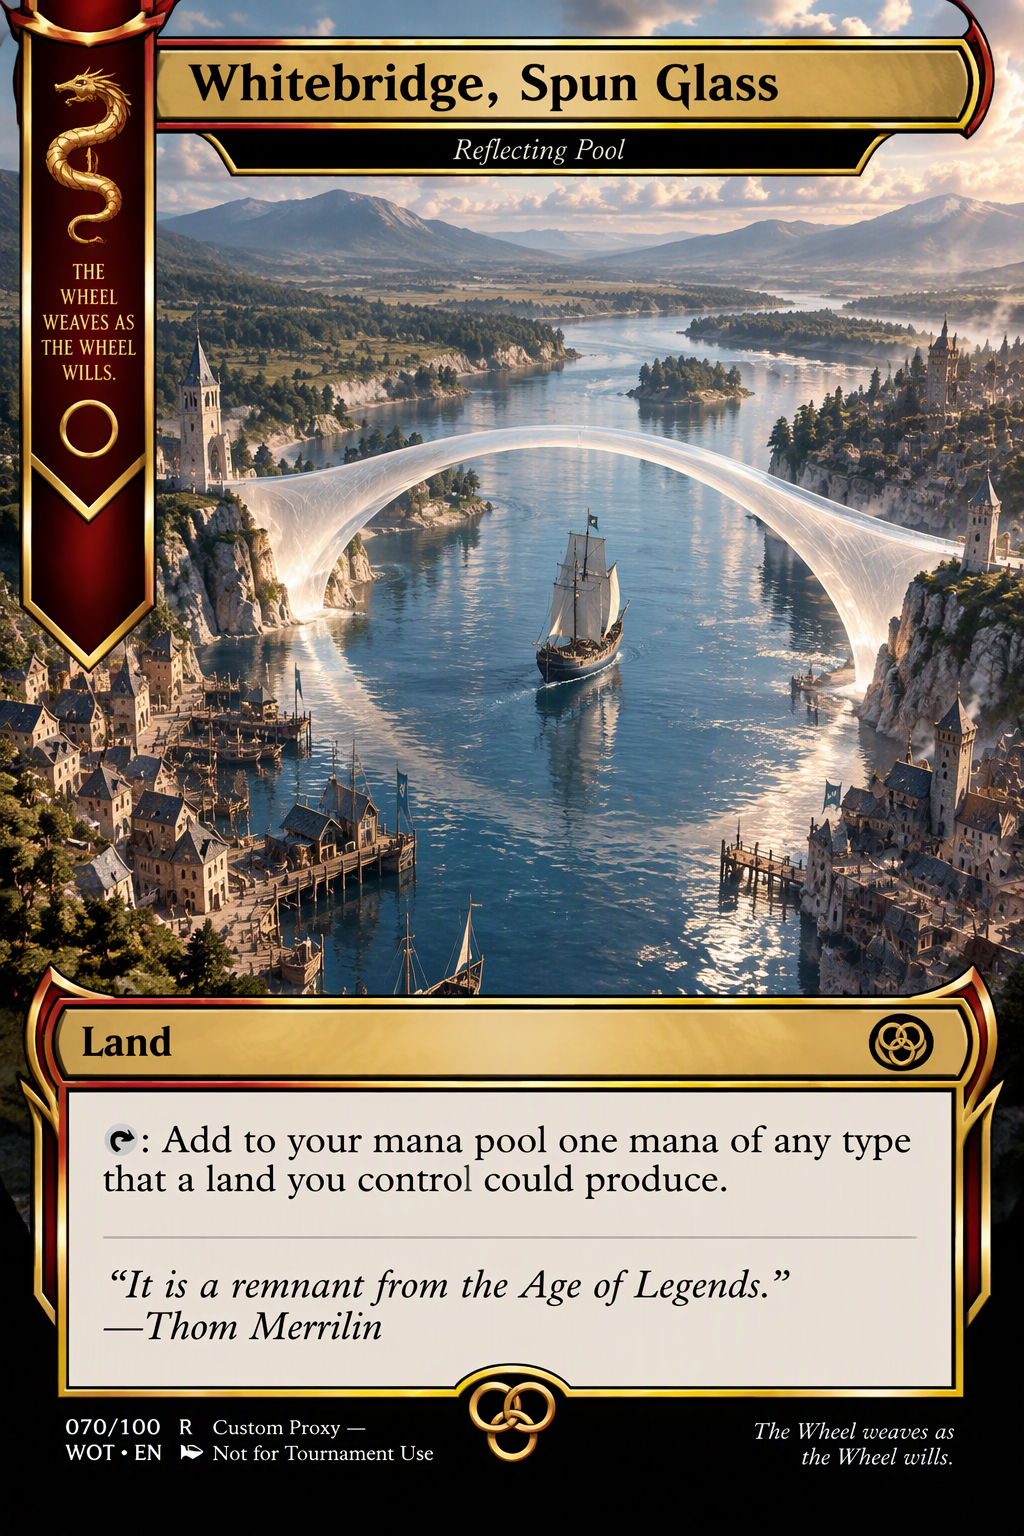 Whitebridge, Spun Glass
Reflecting Pool
THE
WHEEL
WEAVES AS
THE WHEEL
WILLS.
Land
: Add to your mana pool one mana of any type
that a land you control could produce.
“It is a remnant from the Age of Legends.”
—Thom Merrilin
070/100 R Custom Proxy —
WOT • EN Not for Tournament Use
The Wheel weaves as
the Wheel wills.